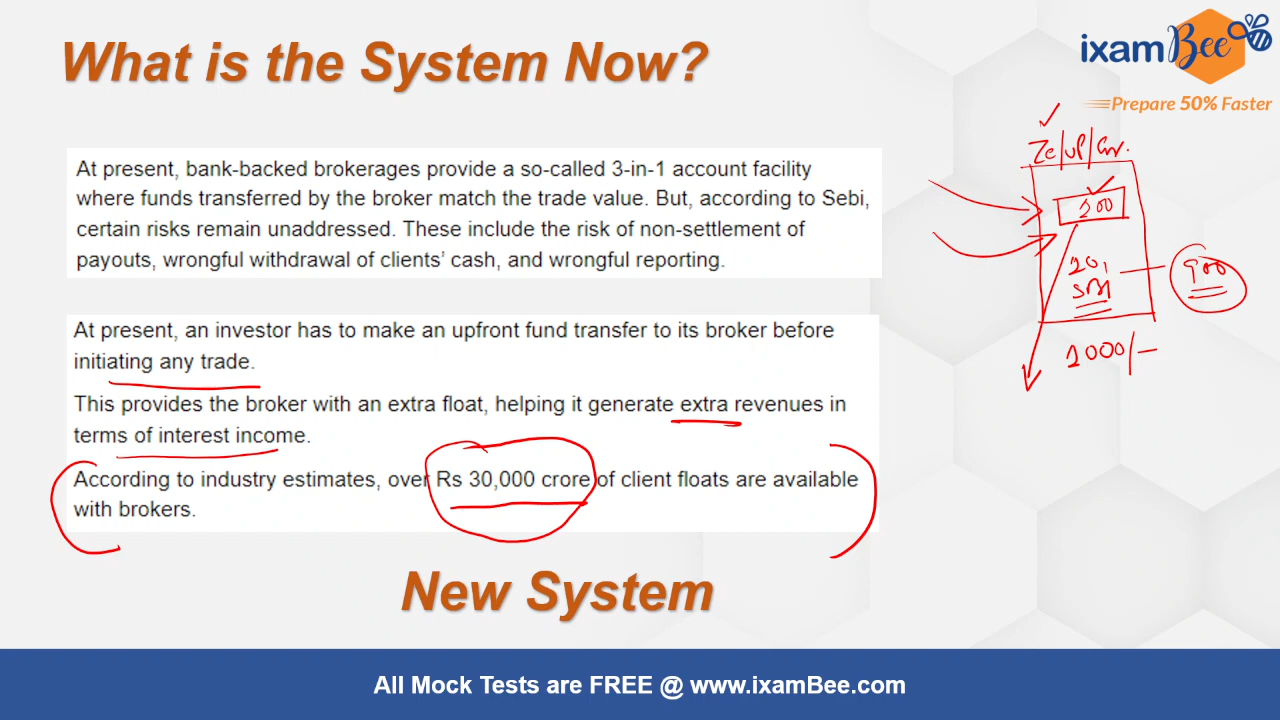 What is the System Now?
ixamBee
Prepare 50% Faster
At present, bank-backed brokerages provide a so-called 3-in-1 account facility
where funds transferred by the broker match the trade value. But, according to Sebi,
certain risks remain unaddressed. These include the risk of non-settlement of
payouts, wrongful withdrawal of clients' cash, and wrongful reporting.
At present, an investor has to make an upfront fund transfer to its broker before
initiating any trade.
This provides the broker with an extra float, helping it generate extra revenues in
terms of interest income.
According to industry estimates, over Rs 30,000 crore of client floats are available
with brokers.
New System
1000/-
All Mock Tests are FREE @ www.ixamBee.com